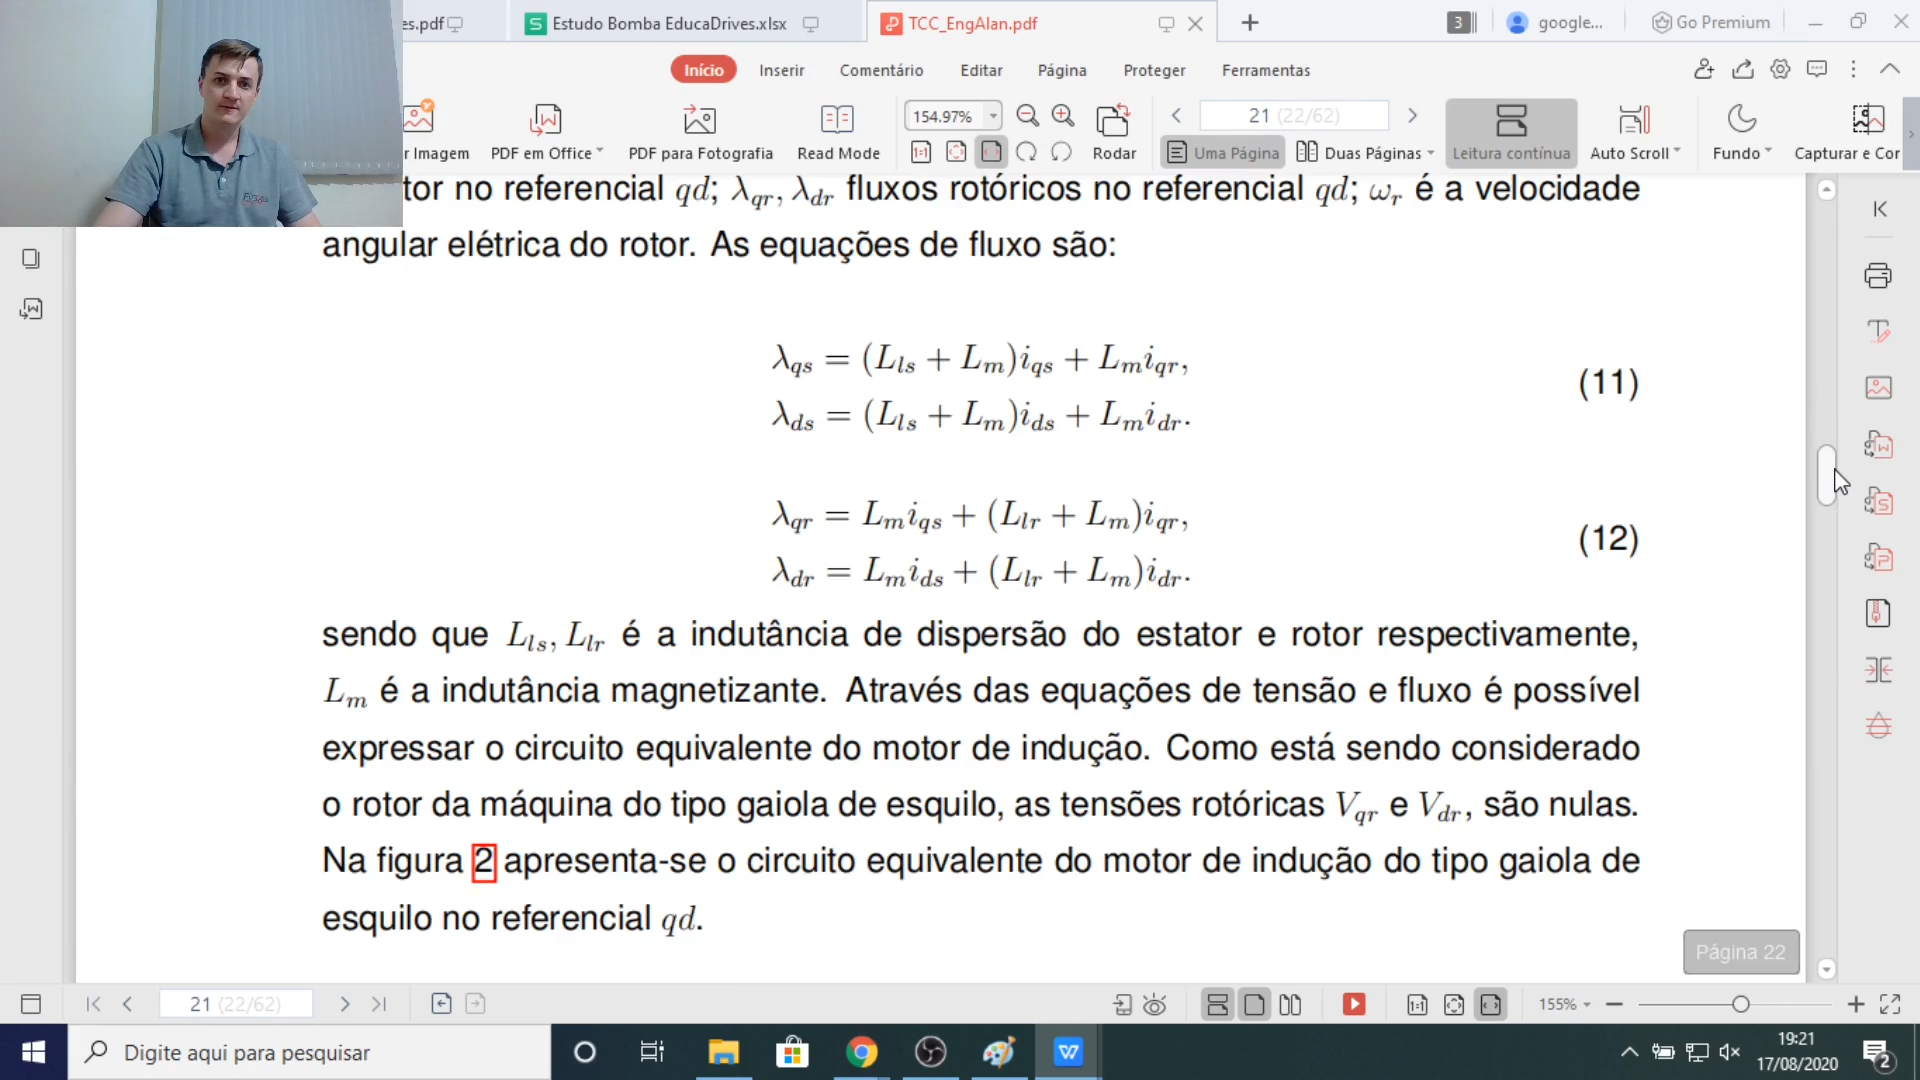 es.pdf
Estudo Bomba EducaDrives.xlsx
TCC_EngAlan.pdf
3
google...
Go Premium
Início
Inserir
Comentário
Editar
Página
Proteger
Ferramentas
r Imagem
PDF em Office
PDF para Fotografia
Read Mode
154.97%
Rodar
21 (22/62)
Uma Página
Duas Páginas
Leitura contínua
Auto Scroll
Fundo
Capturar e Cor
tor no referencial qd; λqr, λdr fluxos rotóricos no referencial qd; ωr é a velocidade
angular elétrica do rotor. As equações de fluxo são:
λqs = (Lls + Lm)iqs + Lmiqr,
λds = (Lls + Lm)ids + Lmidr.
(11)
λqr = Lmiqs + (Llr + Lm)iqr,
λdr = Lmids + (Llr + Lm)idr.
(12)
sendo que Lls, Llr é a indutância de dispersão do estator e rotor respectivamente,
Lm é a indutância magnetizante. Através das equações de tensão e fluxo é possível
expressar o circuito equivalente do motor de indução. Como está sendo considerado
o rotor da máquina do tipo gaiola de esquilo, as tensões rotóricas Vqr e Vdr, são nulas.
Na figura 2 apresenta-se o circuito equivalente do motor de indução do tipo gaiola de
esquilo no referencial qd.
Página 22
21 (22/62)
155%
Digite aqui para pesquisar
19:21
17/08/2020
2